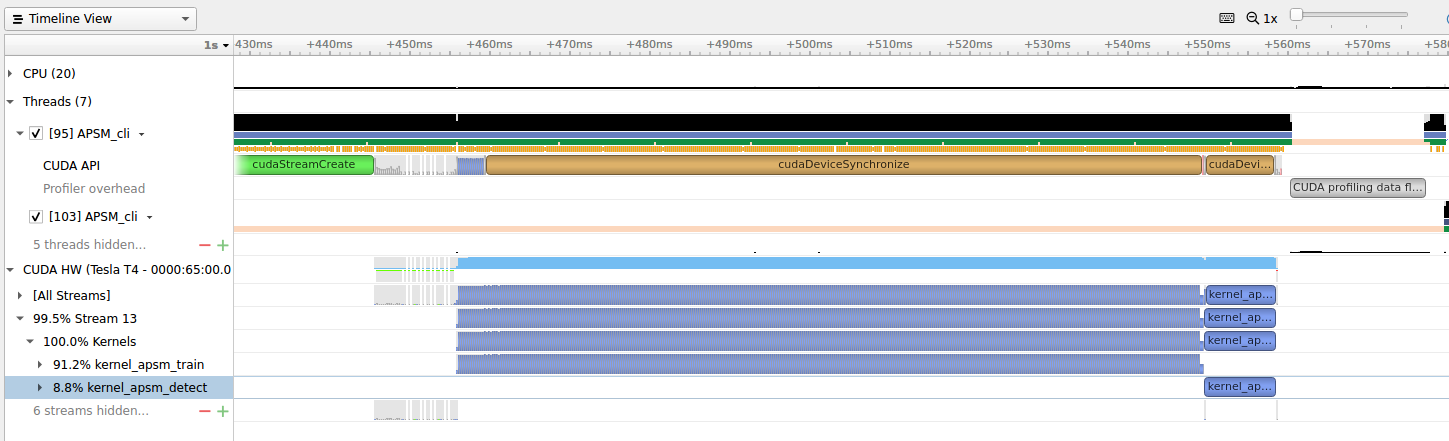 Timeline View
1x
1s
430ms +440ms +450ms +460ms +470ms +480ms +490ms +500ms +510ms +520ms +530ms +540ms +550ms +560ms +570ms +580
CPU (20)
Threads (7)
[95] APSM_cli
CUDA API
cudaStreamCreate cudaDeviceSynchronize cudaDevi...
Profiler overhead
CUDA profiling data fl...
[103] APSM_cli
5 threads hidden...
CUDA HW (Tesla T4 - 0000:65:00.0
[All Streams]
kernel_ap...
99.5% Stream 13
kernel_ap...
100.0% Kernels
kernel_ap...
91.2% kernel_apsm_train
8.8% kernel_apsm_detect
kernel_ap...
6 streams hidden...